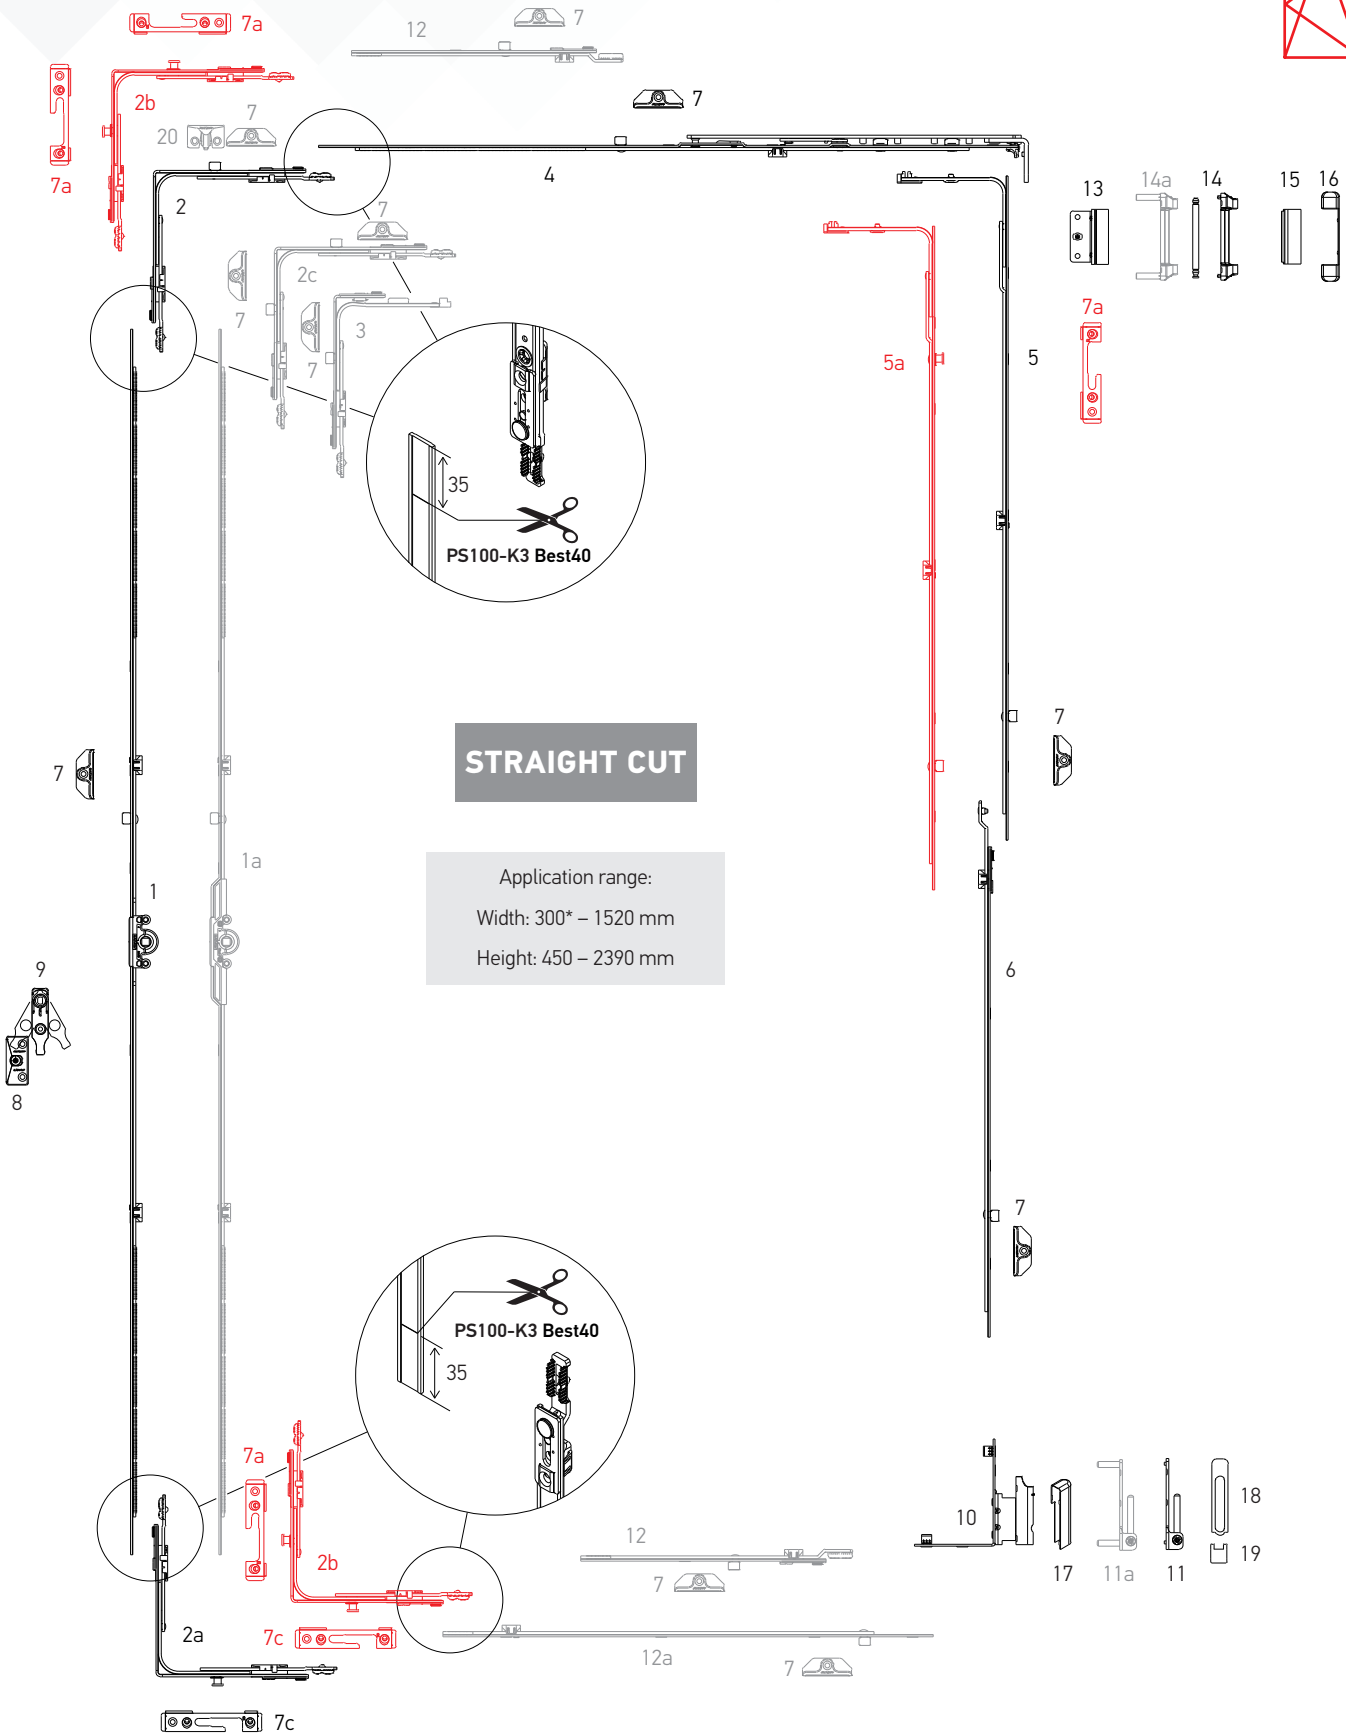 7a
12
7
2b
7
7a
20
7
4
2
13
14a
14
15
16
7
2c
7
3
7
7a
5a
5
35
PS100-K3 Best40
7
STRAIGHT CUT
7
1a
1
Application range:
Width: 300* – 1520 mm
Height: 450 – 2390 mm
6
9
8
7
PS100-K3 Best40
35
7a
10
18
12
2b
7
17
11a
11
19
2a
7c
12a
7
7c